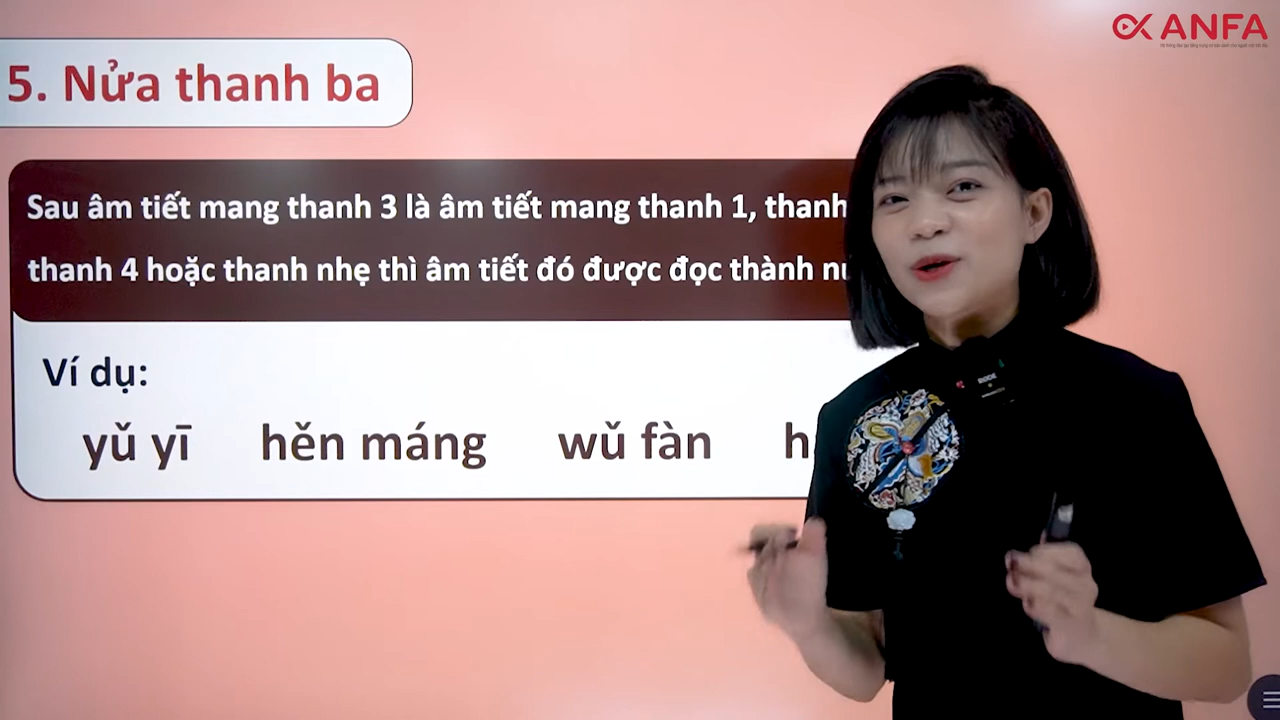 ANFA
5. Nửa thanh ba
Sau âm tiết mang thanh 3 là âm tiết mang thanh 1, thanh
thanh 4 hoặc thanh nhẹ thì âm tiết đó được đọc thành
Ví dụ:
yǔ yī hěn máng wǔ fàn